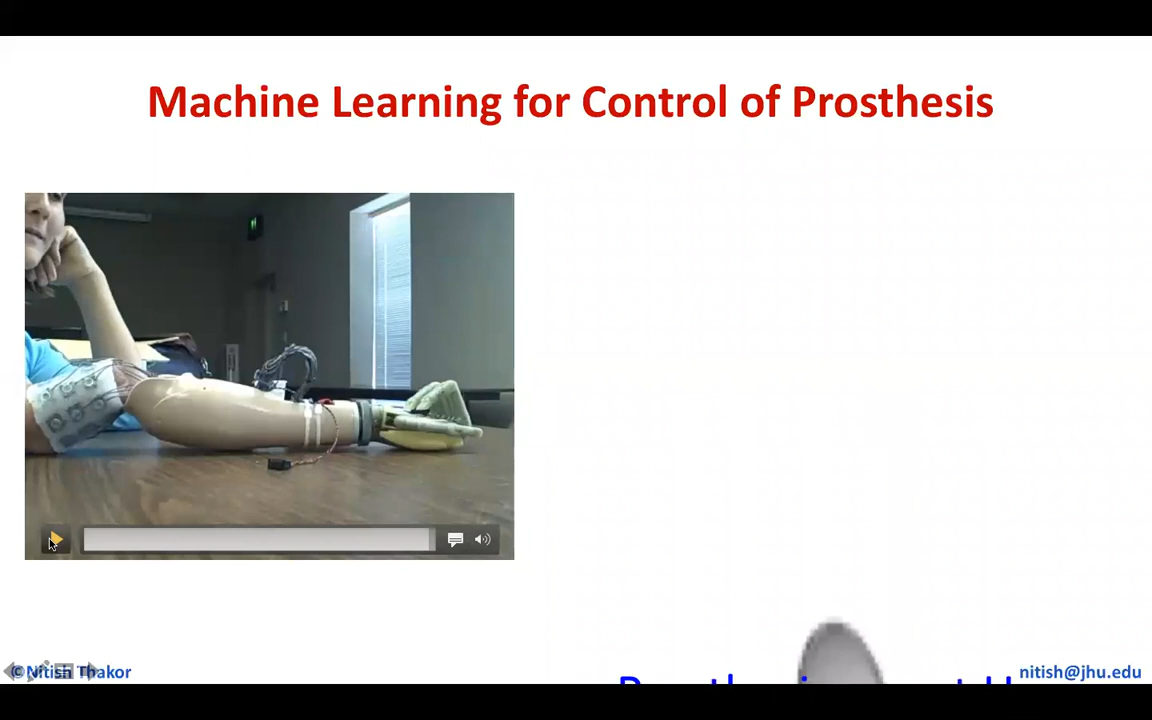 Machine Learning for Control of Prosthesis
©Nitish Thakor
nitish@jhu.edu